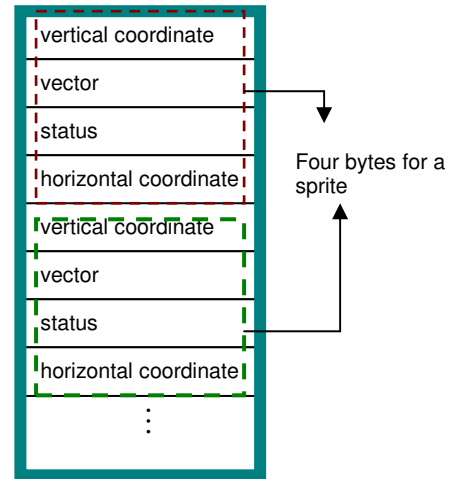 vertical coordinate
vector
status
horizontal coordinate
vertical coordinate
vector
status
horizontal coordinate
⋮
Four bytes for a
sprite